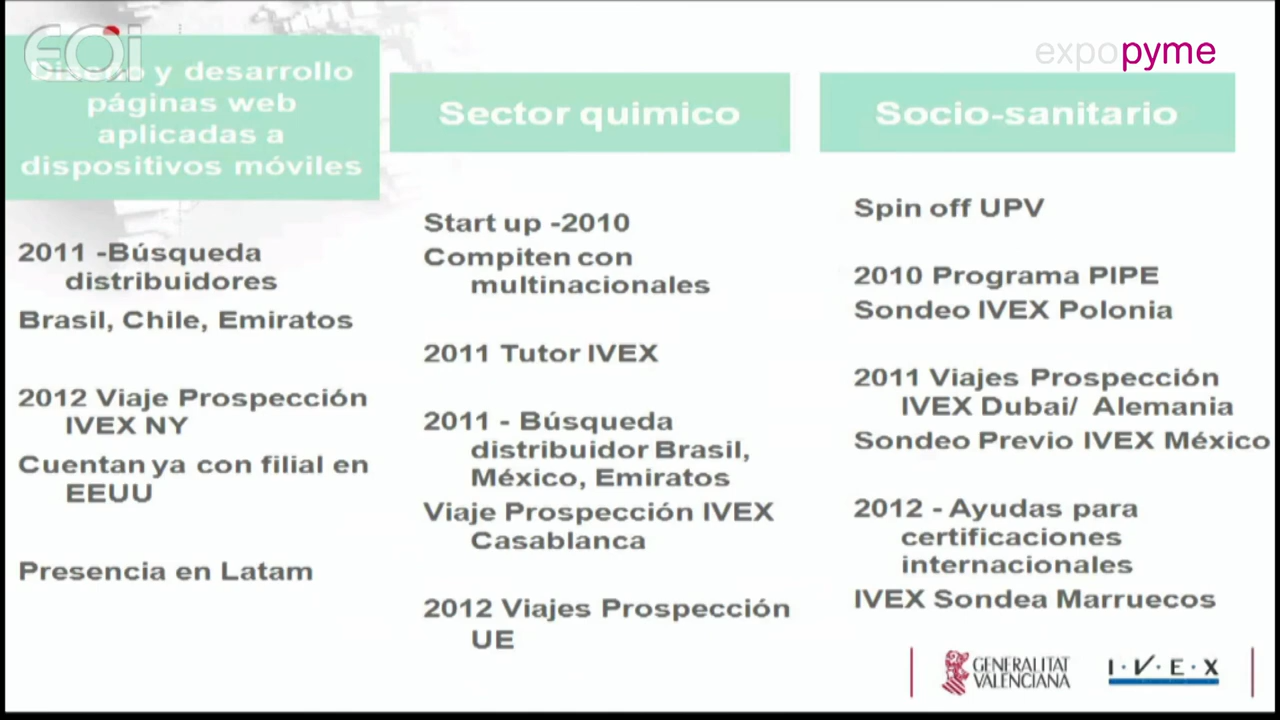 EOi
expopyme
Diseño y desarrollo
páginas web
aplicadas a
dispositivos móviles
2011 -Búsqueda
distribuidores
Brasil, Chile, Emiratos
2012 Viaje Prospección
IVEX NY
Cuentan ya con filial en
EEUU
Presencia en Latam
Sector quimico
Start up -2010
Compiten con
multinacionales
2011 Tutor IVEX
2011 - Búsqueda
distribuidor Brasil,
México, Emiratos
Viaje Prospección IVEX
Casablanca
2012 Viajes Prospección
UE
Socio-sanitario
Spin off UPV
2010 Programa PIPE
Sondeo IVEX Polonia
2011 Viajes Prospección
IVEX Dubai/ Alemania
Sondeo Previo IVEX México
2012 - Ayudas para
certificaciones
internacionales
IVEX Sondea Marruecos
GENERALITAT
VALENCIANA
I·V·E·X